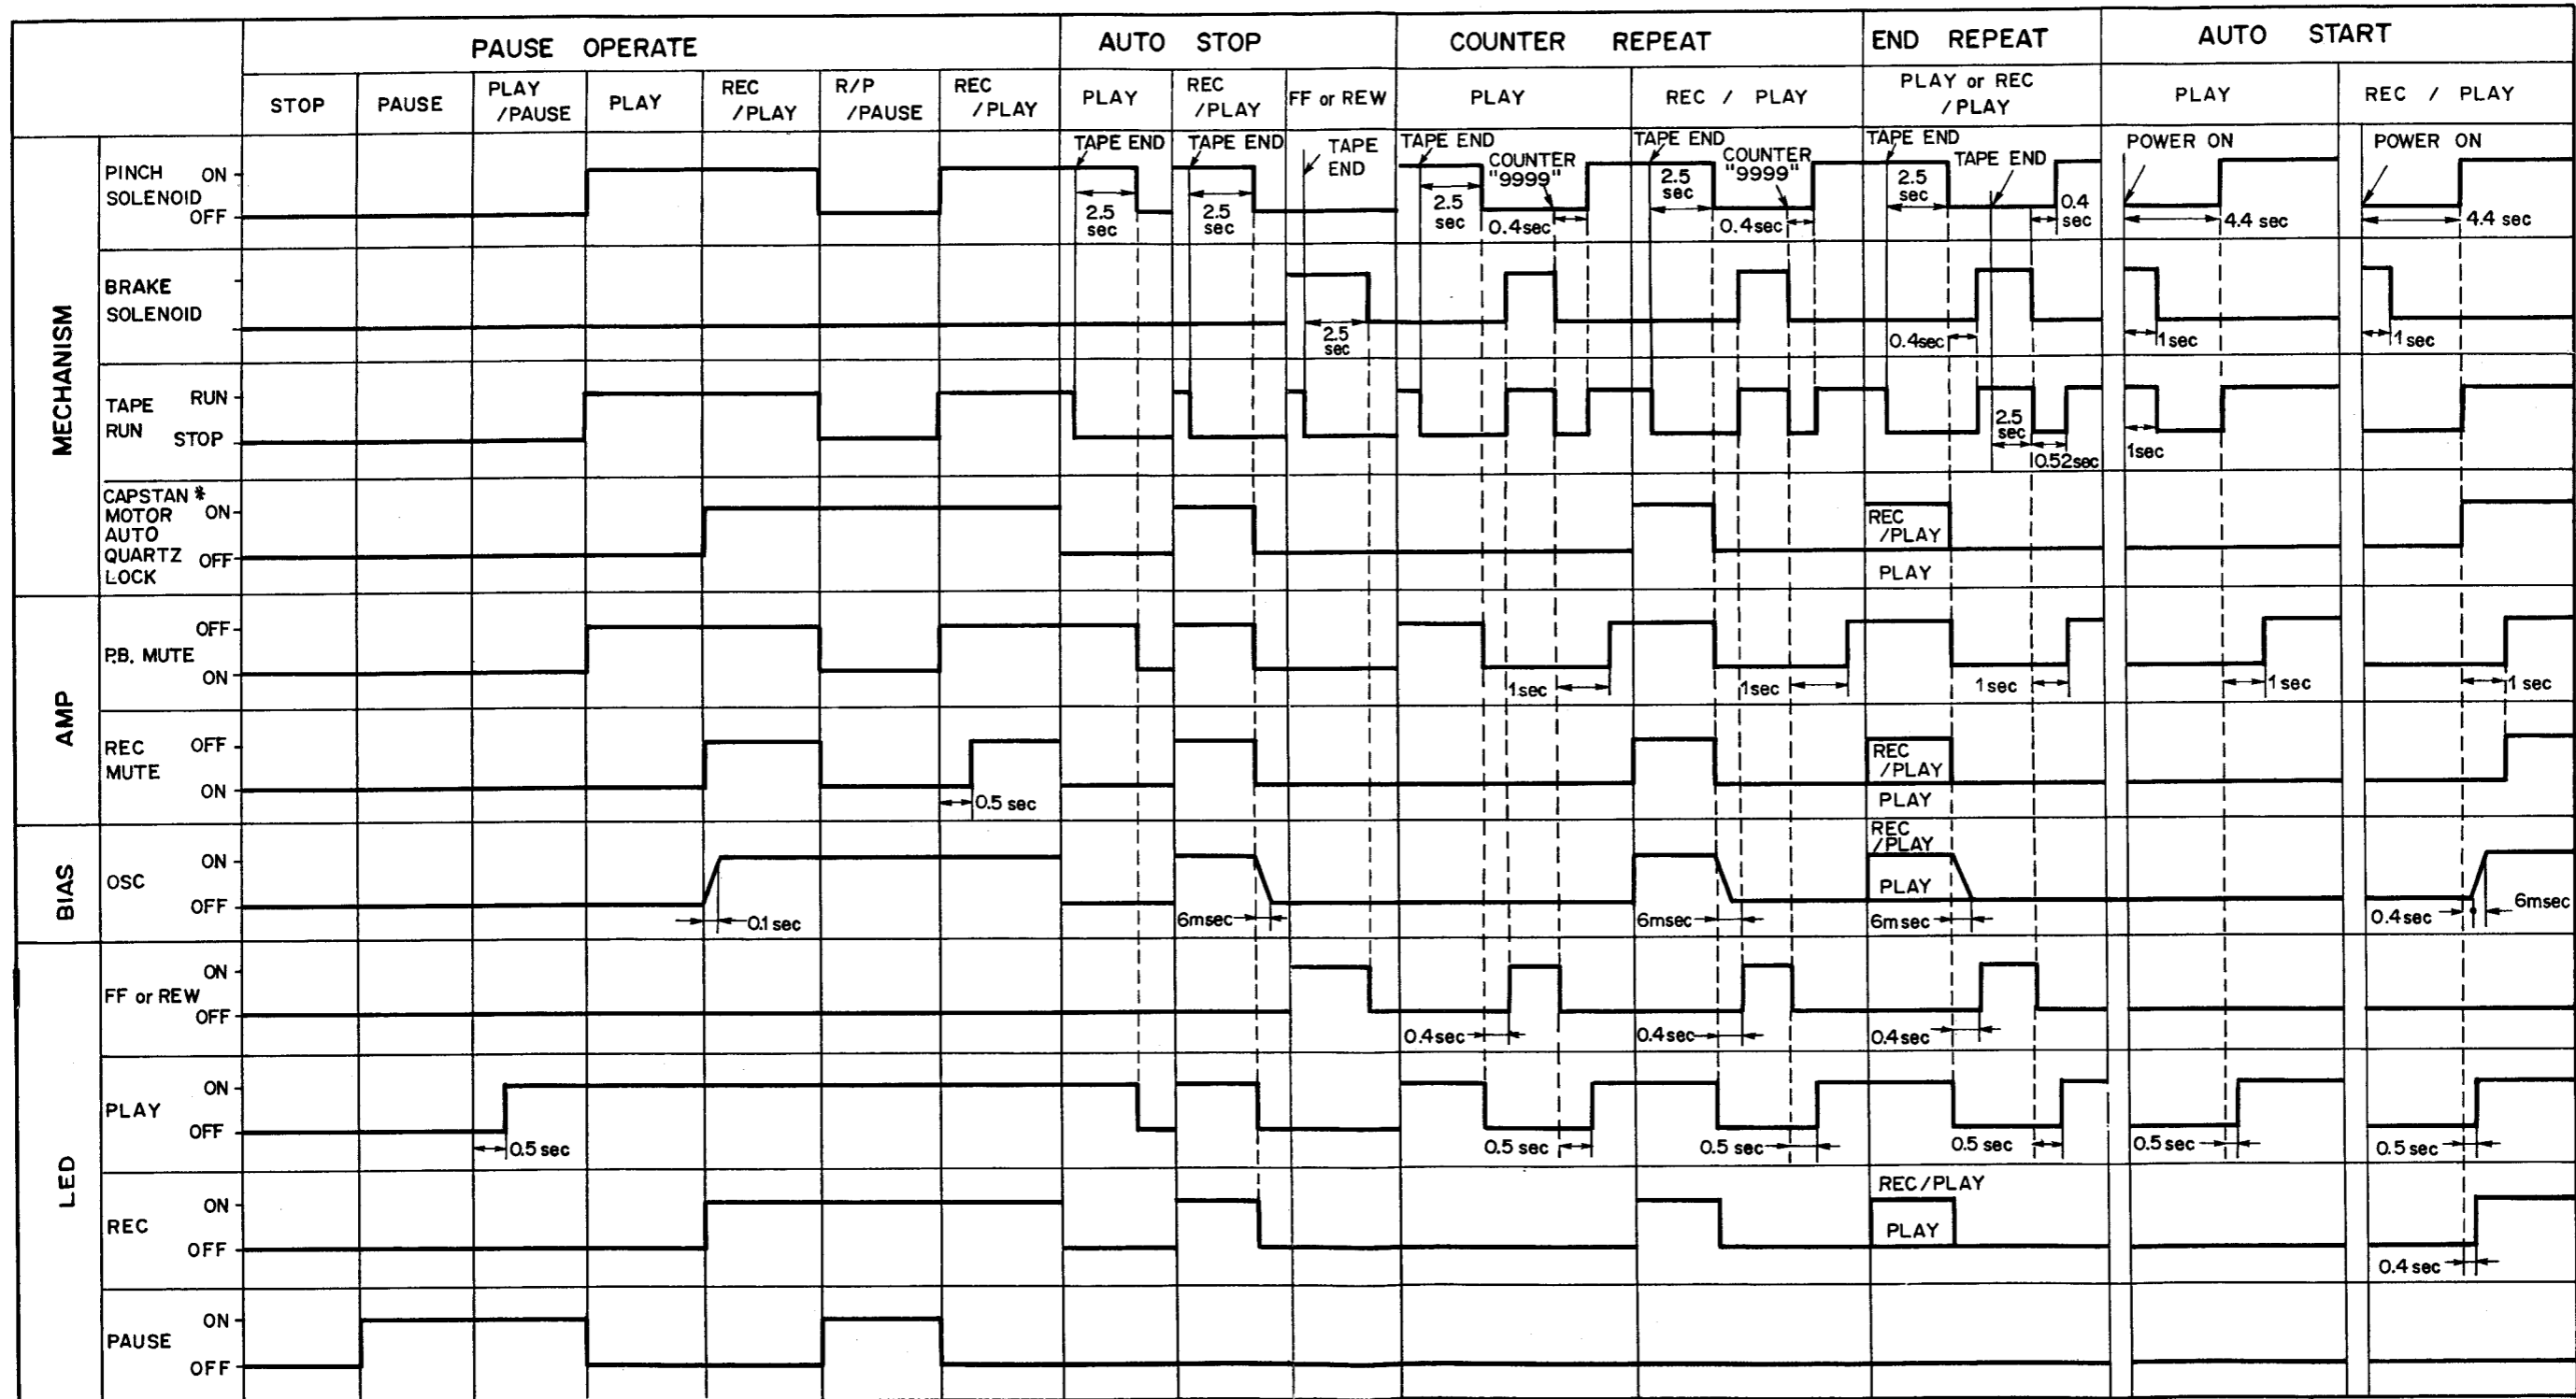 PAUSE OPERATE
AUTO STOP
COUNTER REPEAT
END REPEAT
AUTO START
STOP
PAUSE
PLAY
/PAUSE
PLAY
REC
/PLAY
R/P
/PAUSE
REC
/PLAY
PLAY
REC
/PLAY
FF or REW
PLAY
REC / PLAY
PLAY or REC
/PLAY
PLAY
REC / PLAY
MECHANISM
PINCH
SOLENOID
ON
OFF
TAPE END
2.5
sec
TAPE END
2.5
sec
TAPE
END
TAPE END
2.5
sec
COUNTER
"9999"
0.4sec
TAPE END
2.5
sec
COUNTER
"9999"
0.4sec
TAPE END
2.5
sec
TAPE END
0.4
sec
POWER ON
4.4 sec
POWER ON
4.4 sec
BRAKE
SOLENOID
2.5
sec
0.4sec
1sec
1sec
TAPE
RUN
RUN
STOP
2.5
sec
0.52sec
1sec
CAPSTAN *
MOTOR
AUTO
QUARTZ
LOCK
ON
OFF
REC
/PLAY
PLAY
AMP
P.B. MUTE
OFF
ON
1sec
1sec
1sec
1sec
1 sec
REC
MUTE
OFF
ON
0.5 sec
REC
/PLAY
PLAY
BIAS
OSC
ON
OFF
0.1 sec
6msec
6msec
REC
/PLAY
PLAY
6msec
0.4sec
6msec
LED
FF or REW
ON
OFF
0.4sec
0.4sec
0.4sec
PLAY
ON
OFF
0.5 sec
0.5 sec
0.5 sec
0.5 sec
0.5 sec
0.5 sec
REC
ON
OFF
REC/PLAY
PLAY
0.4 sec
PAUSE
ON
OFF